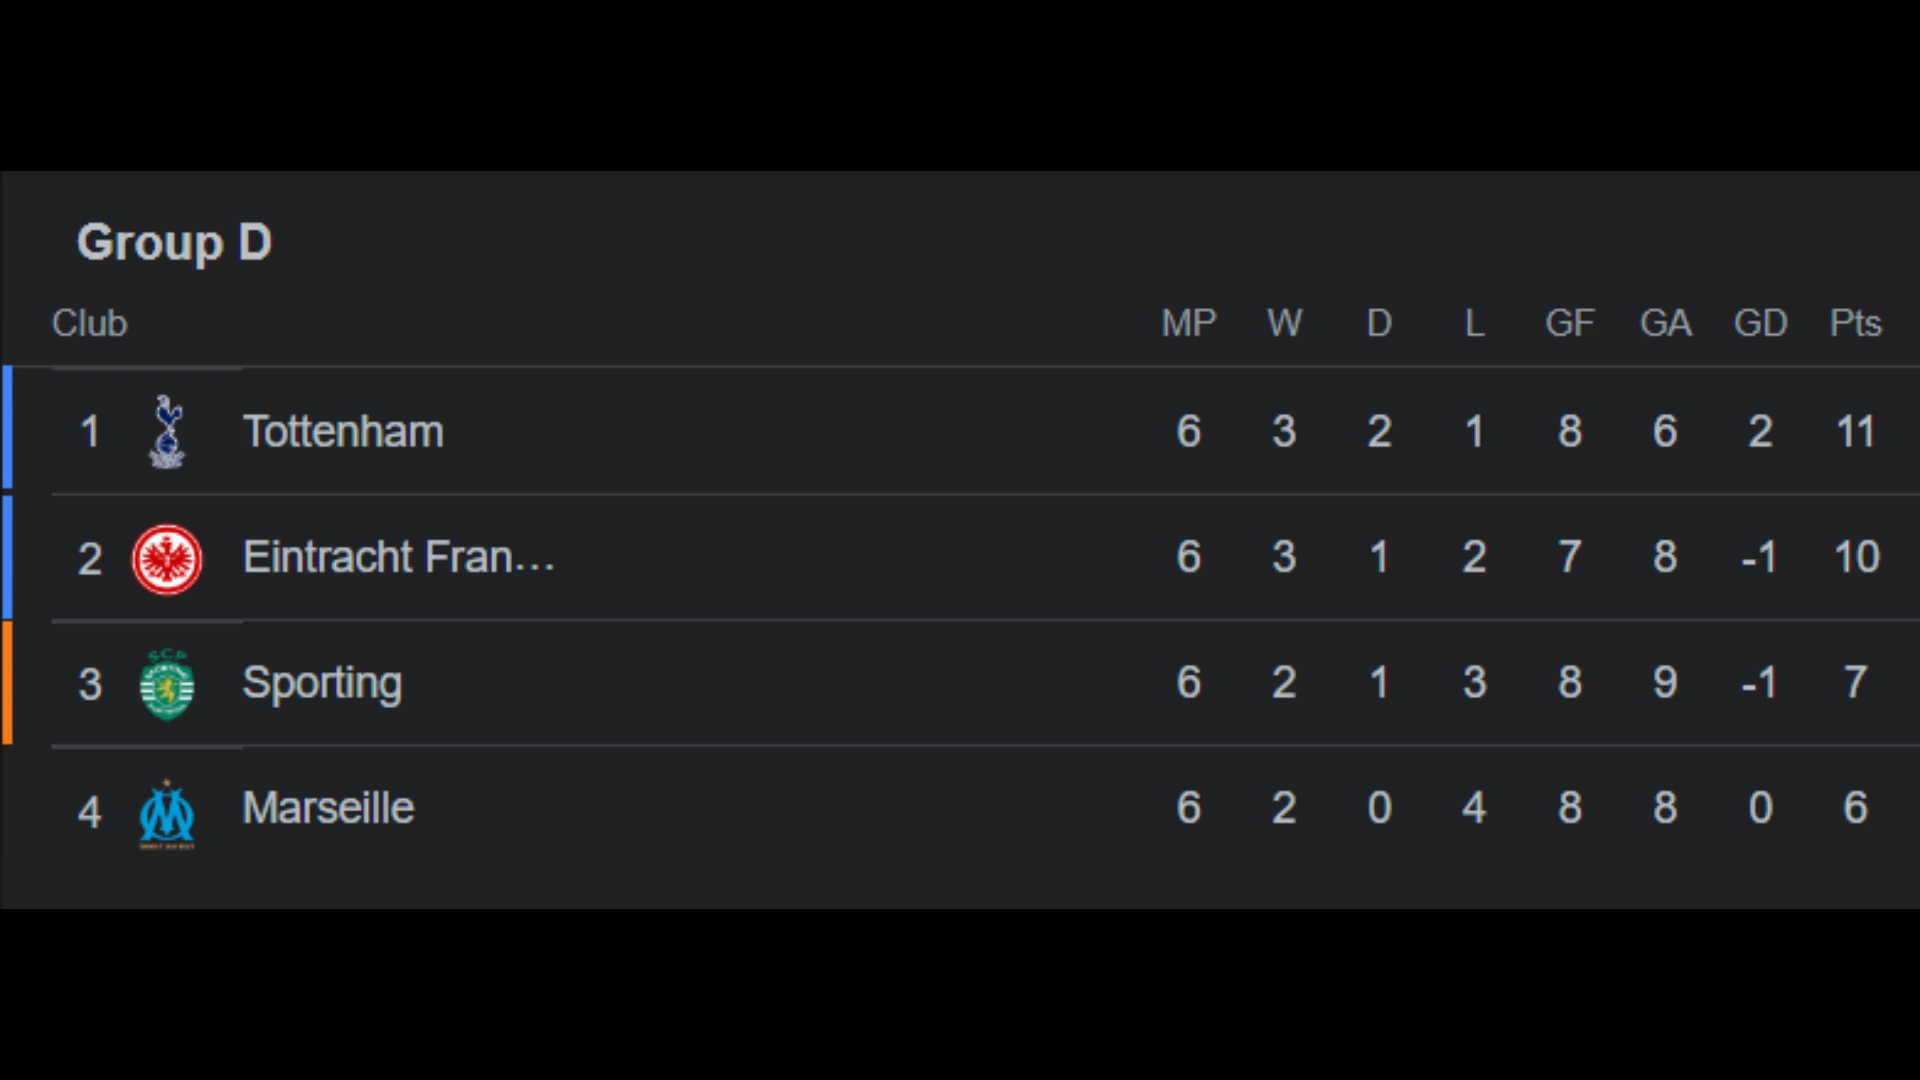 Group D
Club MP W D L GF GA GD Pts
1 Tottenham 6 3 2 1 8 6 2 11
2 Eintracht Fran... 6 3 1 2 7 8 -1 10
SCP
3 Sporting 6 2 1 3 8 9 -1 7
4 Marseille 6 2 0 4 8 8 0 6